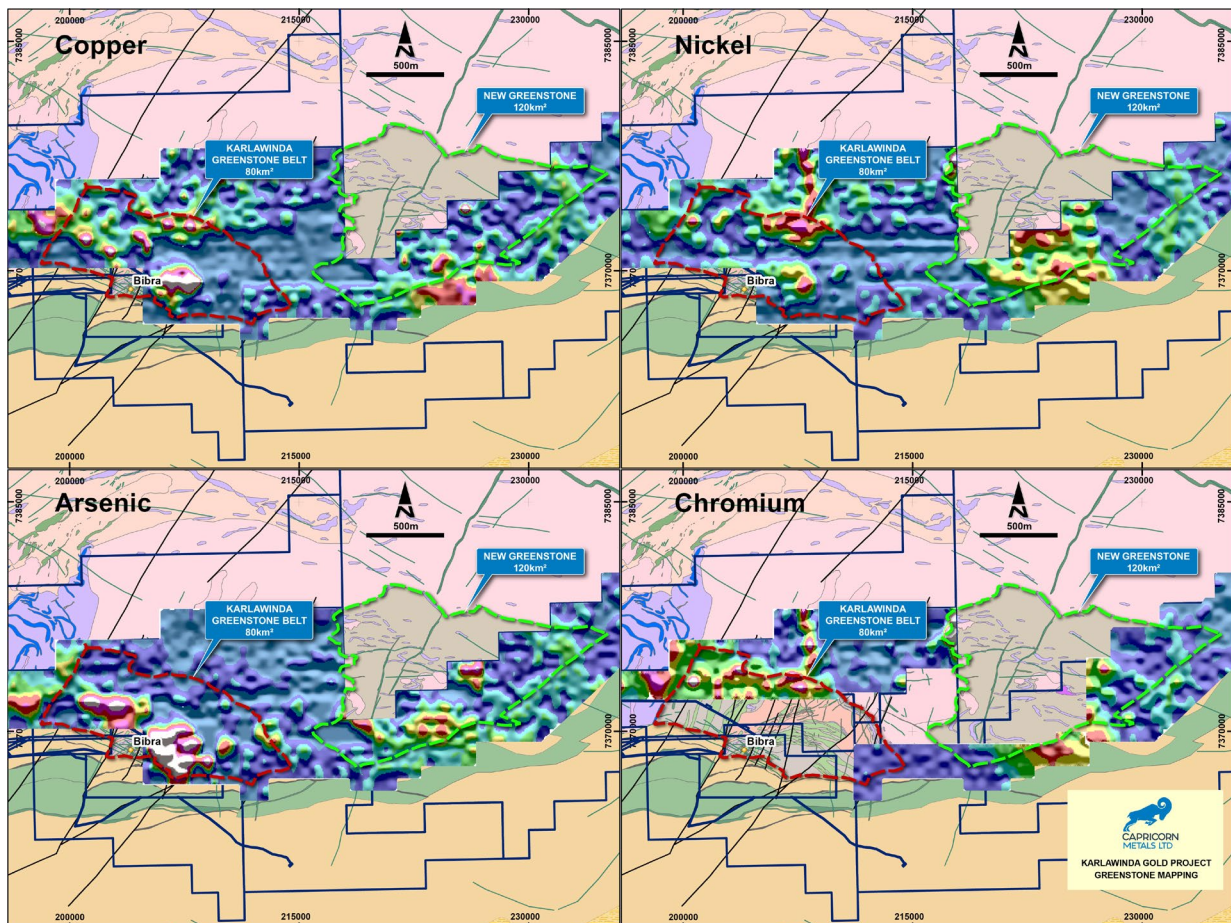 200000
215000
230000
7385000
Copper
N
500m
NEW GREENSTONE
120km²
KARLAWINDA
GREENSTONE BELT
80km²
7370000
Bibra
200000
215000
230000
200000
215000
230000
7385000
Nickel
N
500m
NEW GREENSTONE
120km²
KARLAWINDA
GREENSTONE BELT
80km²
7370000
Bibra
200000
215000
230000
200000
215000
230000
7385000
Arsenic
N
500m
NEW GREENSTONE
120km²
KARLAWINDA
GREENSTONE BELT
80km²
7370000
Bibra
200000
215000
230000
200000
215000
230000
7385000
Chromium
N
500m
NEW GREENSTONE
120km²
KARLAWINDA
GREENSTONE BELT
80km²
7370000
Bibra
200000
215000
230000
CAPRICORN
METALS LTD
KARLAWINDA GOLD PROJECT
GREENSTONE MAPPING